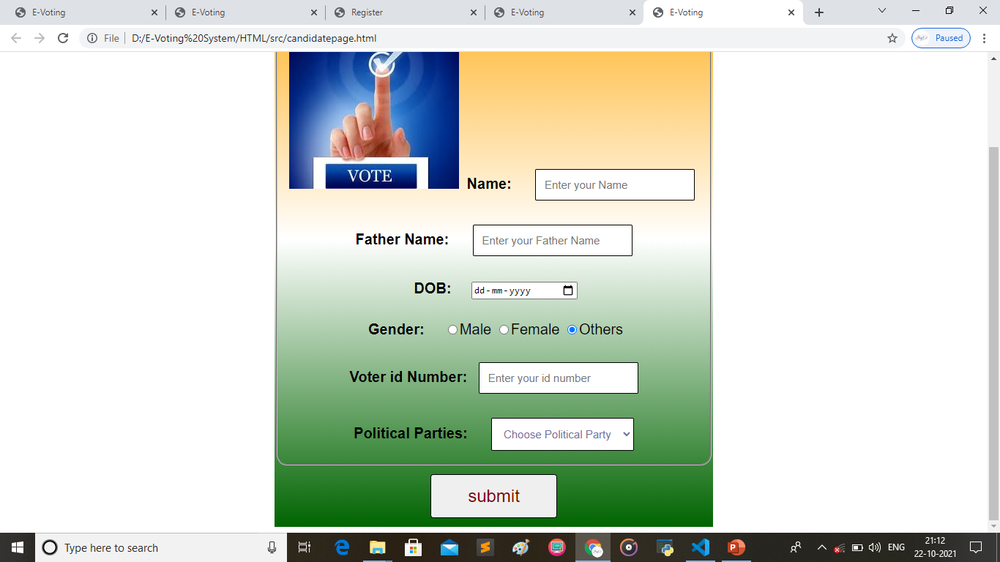 E-Voting E-Voting Register E-Voting E-Voting
File D:/E-Voting%20System/HTML/src/candidatepage.html Paused
VOTE
Name: Enter your Name
Father Name: Enter your Father Name
DOB: dd-mm-yyyy
Gender: Male Female Others
Voter id Number: Enter your id number
Political Parties: Choose Political Party
submit
Type here to search
ENG
21:12
22-10-2021